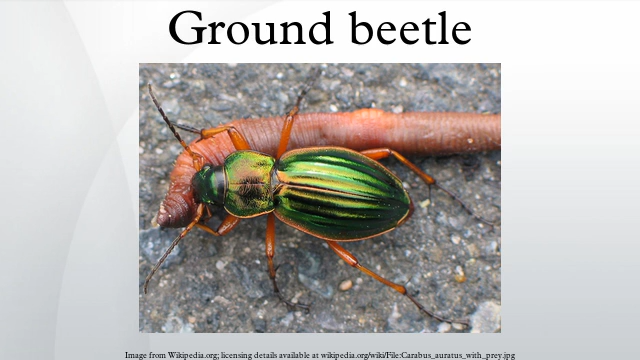 Ground beetle
Image from Wikipedia.org; licensing details available at wikipedia.org/wiki/File:Carabus_auratus_with_prey.jpg